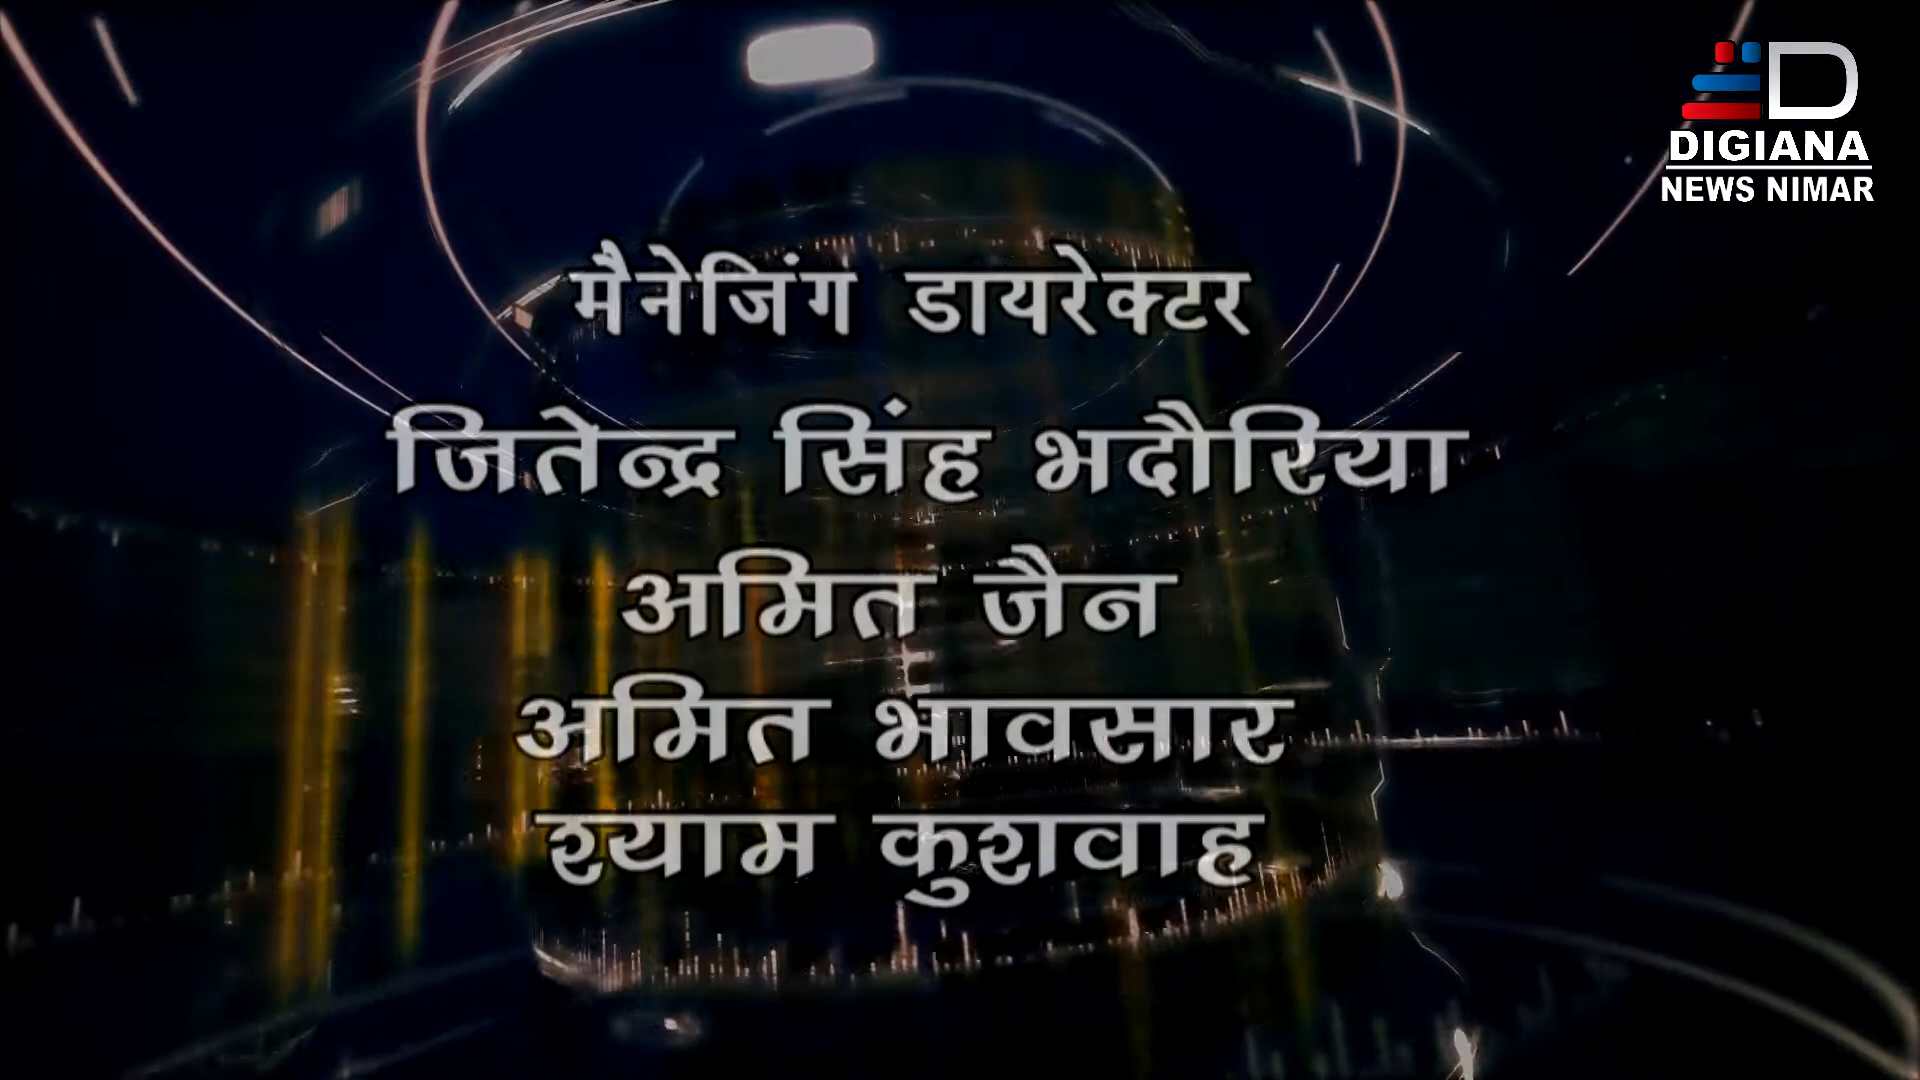 DIGIANA
NEWS NIMAR
मैनेजिंग डायरेक्टर
जितेन्द्र सिंह भदौरिया
अमित जैन
अमित भावसार
श्याम कुशवाह